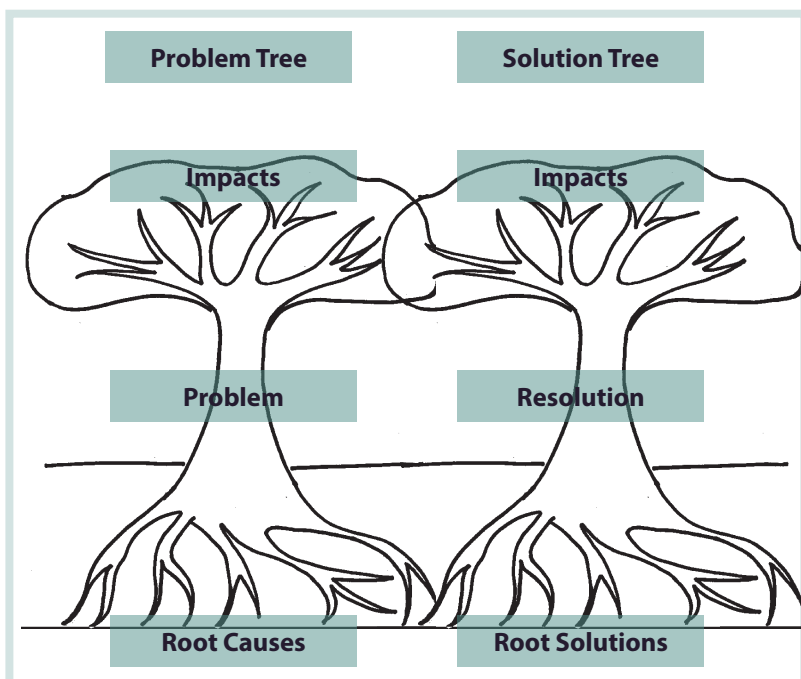 Problem Tree
Solution Tree
Impacts
Impacts
Problem
Resolution
Root Causes
Root Solutions